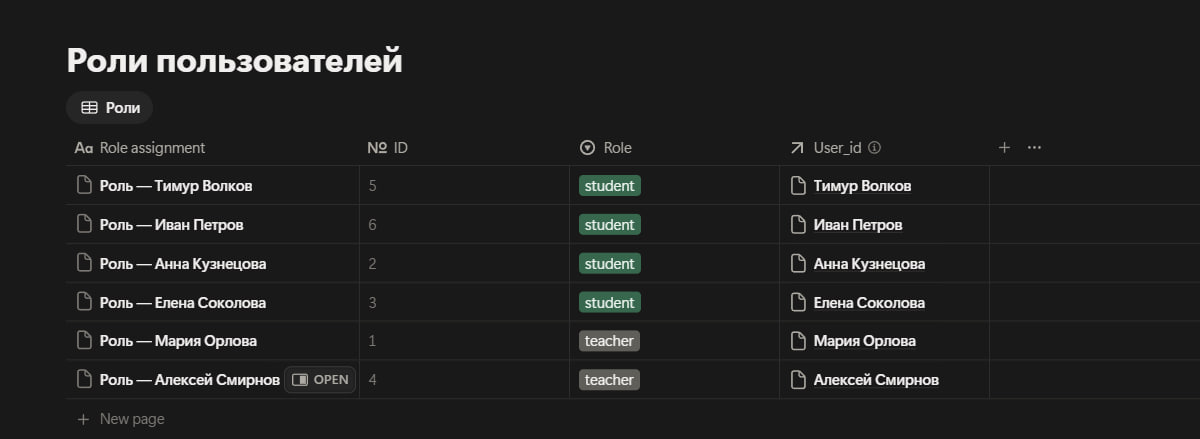 Роли пользователей
Роли
Aa Role assignment № ID Role User_id
Роль — Тимур Волков 5 student Тимур Волков
Роль — Иван Петров 6 student Иван Петров
Роль — Анна Кузнецова 2 student Анна Кузнецова
Роль — Елена Соколова 3 student Елена Соколова
Роль — Мария Орлова 1 teacher Мария Орлова
Роль — Алексей Смирнов OPEN 4 teacher Алексей Смирнов
+ New page